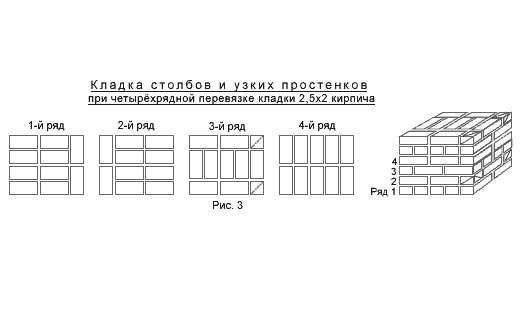 Кладка столбов и узких простенков
при четырёхрядной перевязке кладки 2,5x2 кирпича
1-й ряд
2-й ряд
3-й ряд
4-й ряд
4
3
2
Ряд 1
Рис. 3